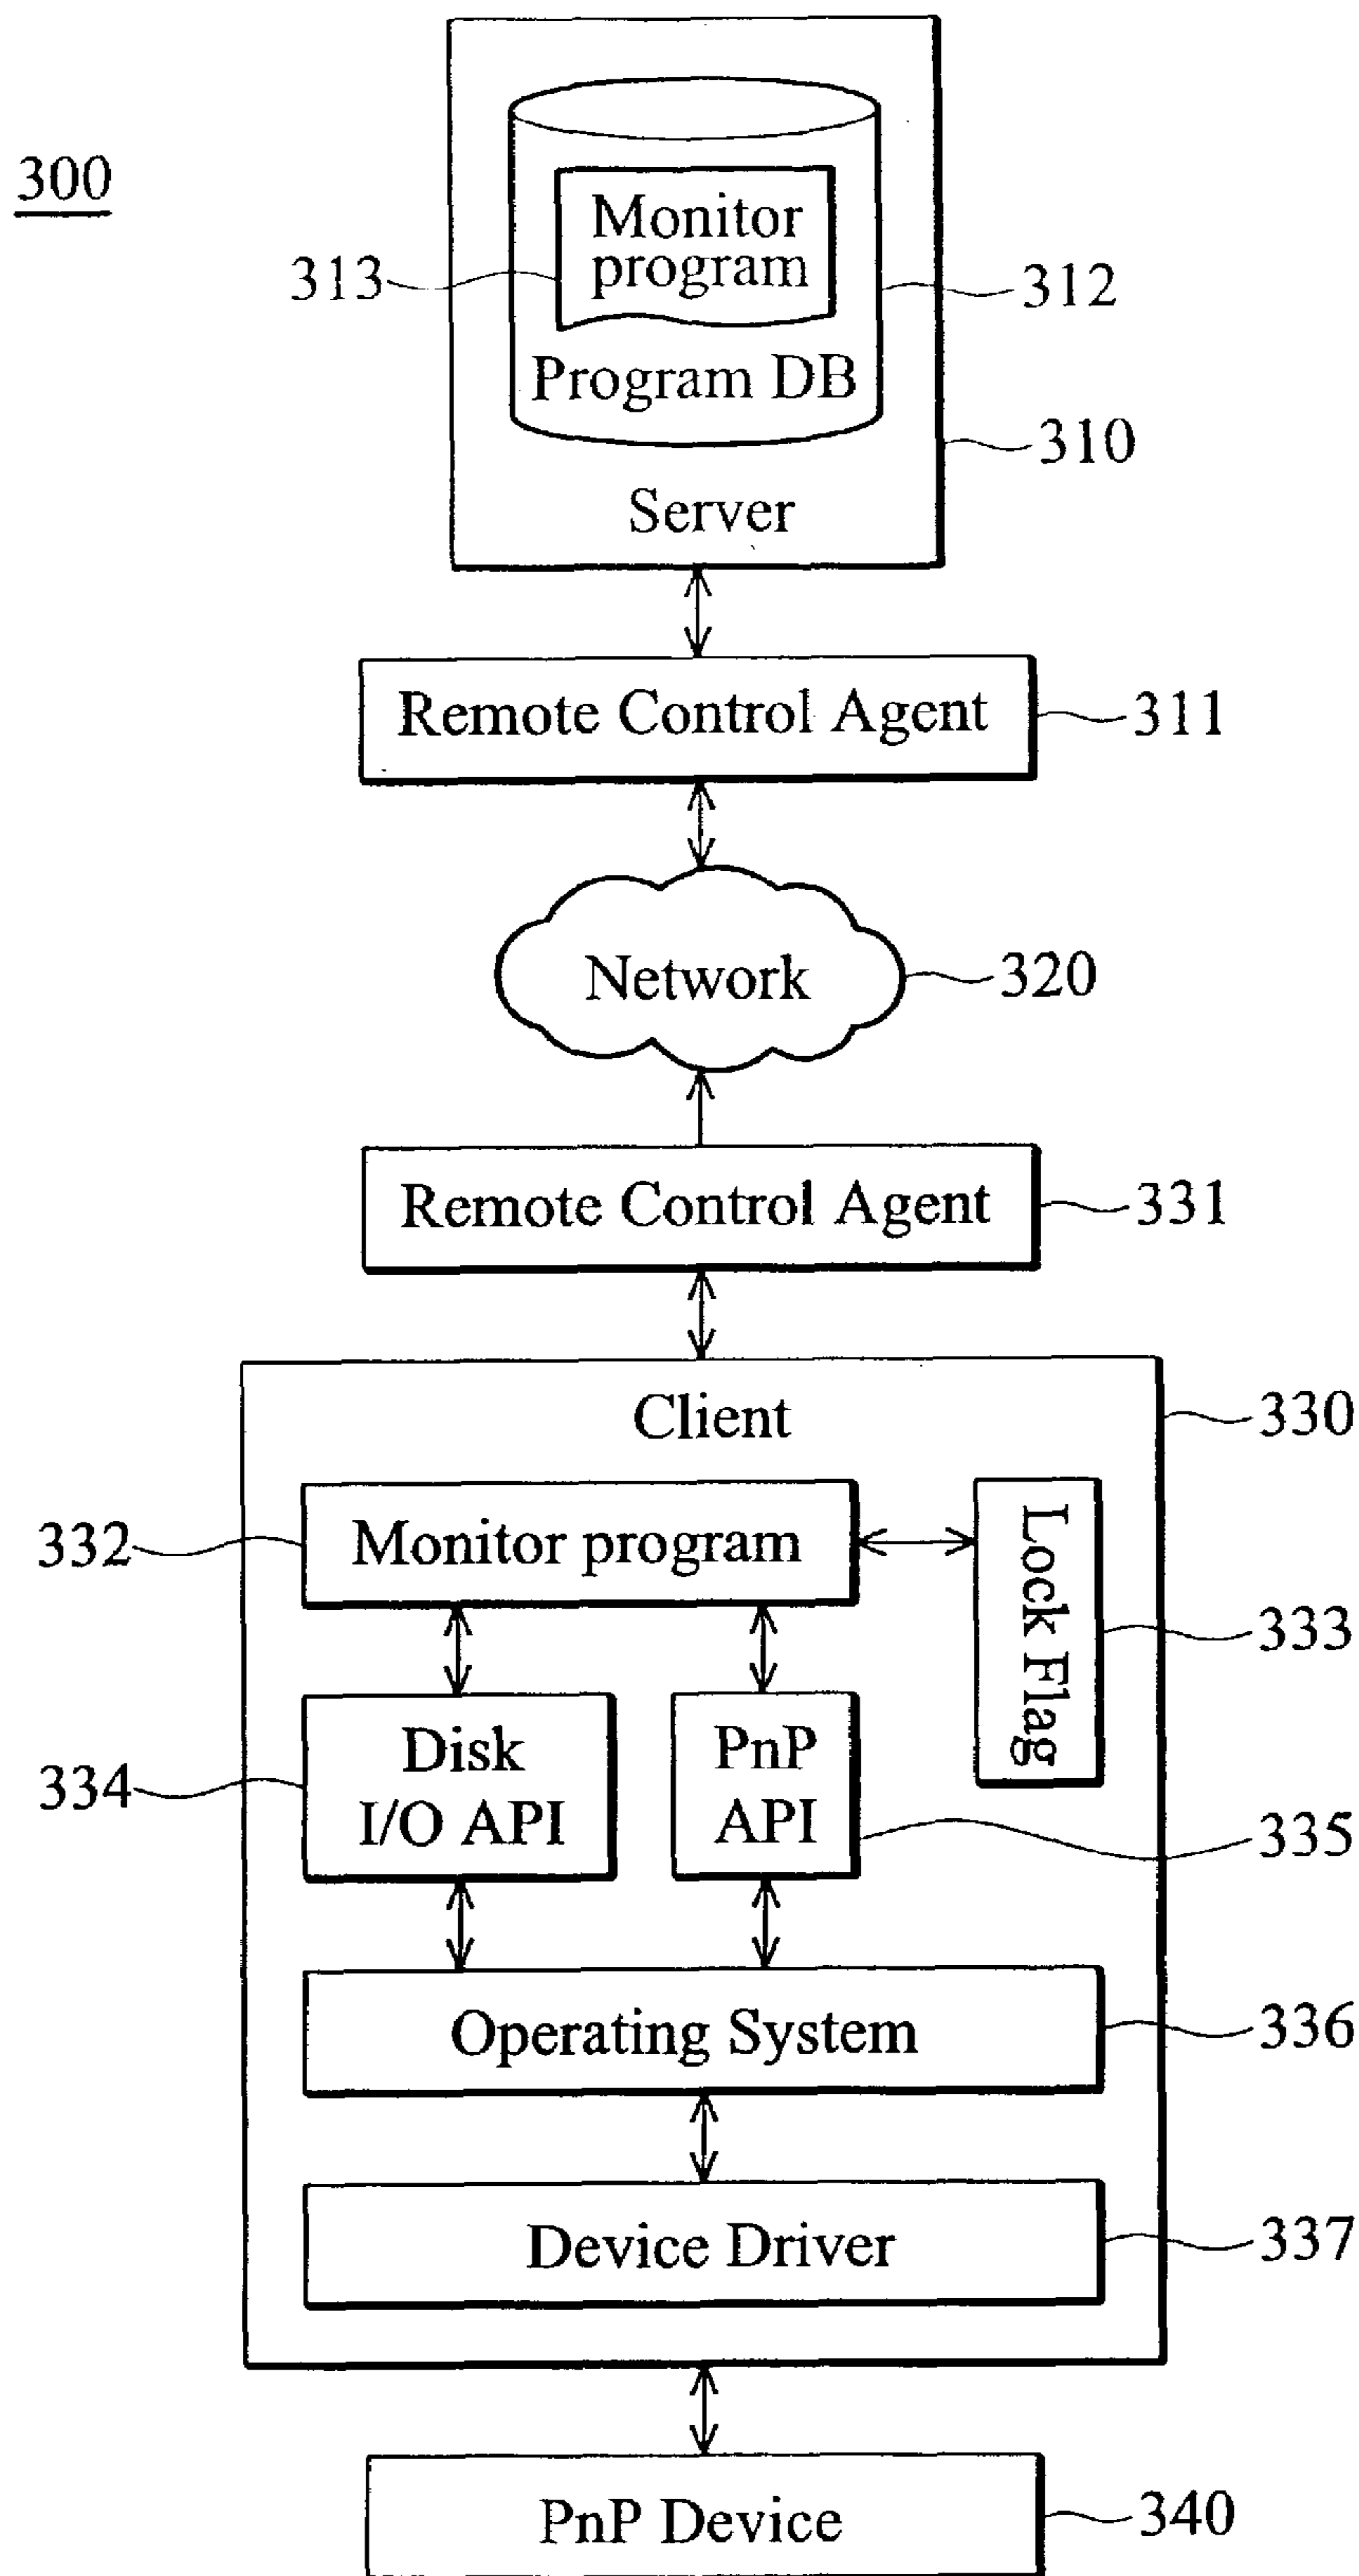 300
Monitor
program
313
312
Program DB
310
Server
Remote Control Agent
311
Network
320
Remote Control Agent
331
Client
330
332
Monitor program
Lock Flag
333
334
Disk
I/O API
PnP
API
335
Operating System
336
Device Driver
337
PnP Device
340